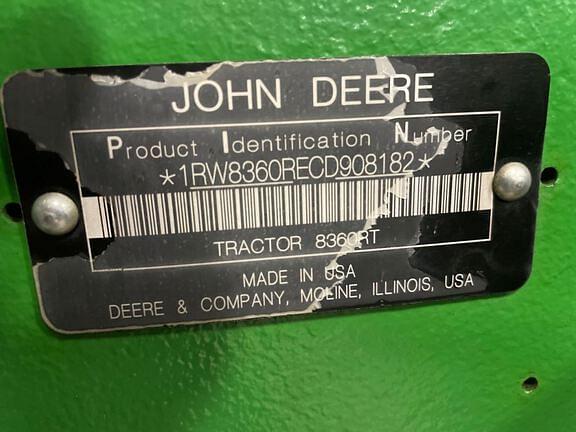 JOHN DEERE
Product Identification Number
*1RW8360RECD908182*
TRACTOR 8360RT
MADE IN USA
DEERE & COMPANY, MOLINE, ILLINOIS, USA